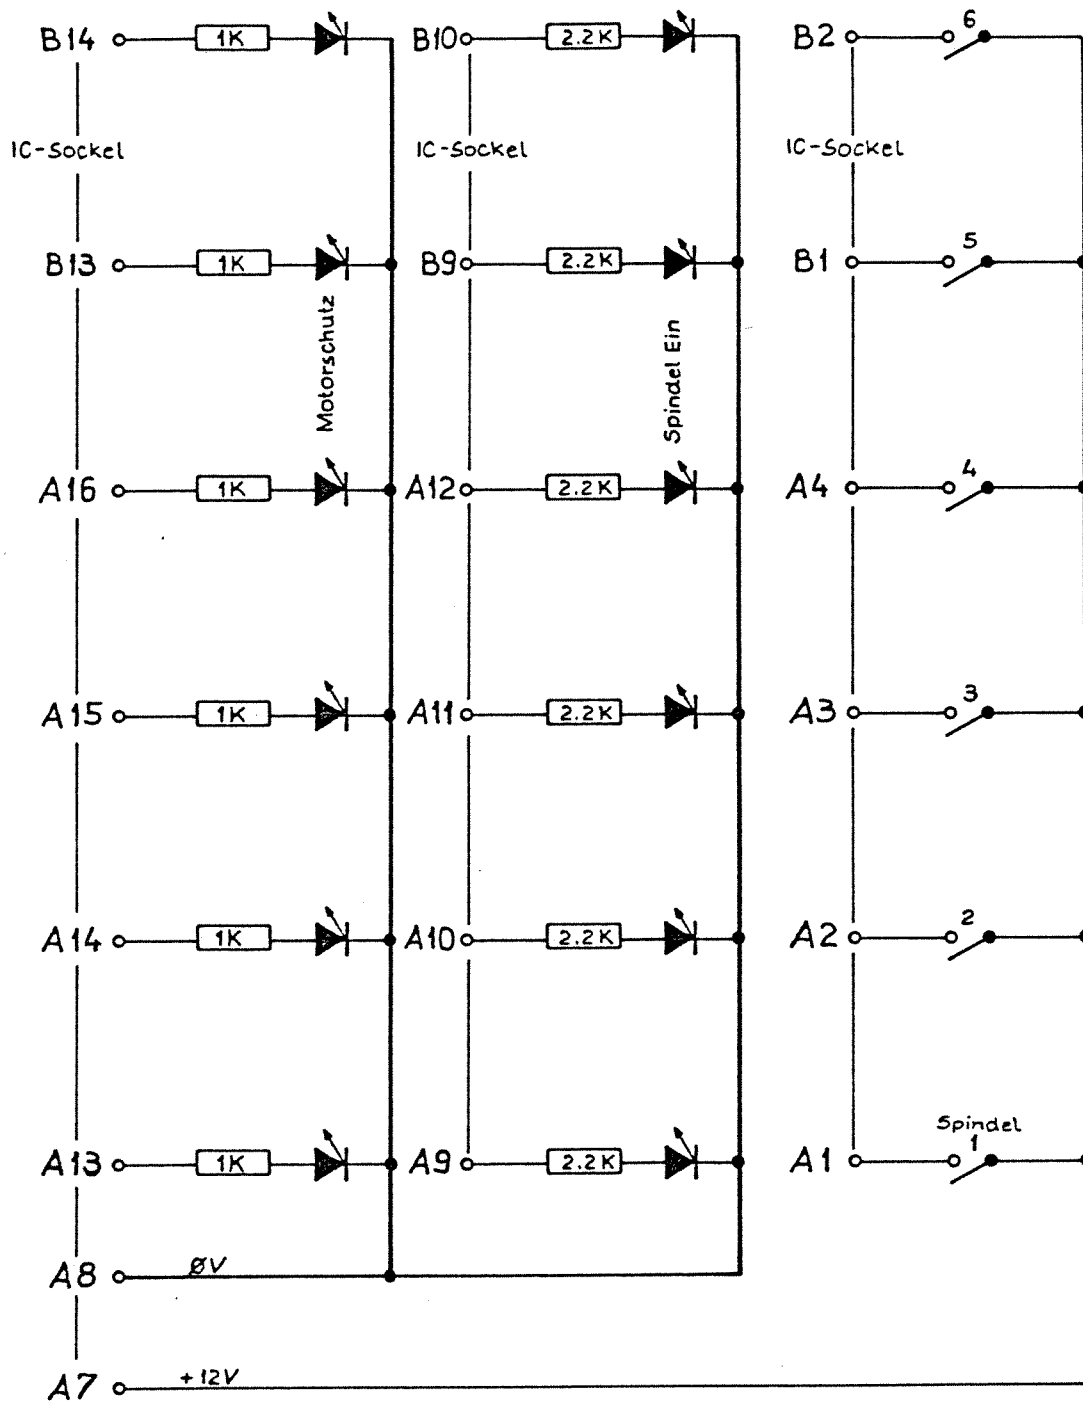 B14 1K B10 2.2K B2 6
IC-Sockel IC-Sockel IC-Sockel
B13 1K B9 2.2K B1 5
Motorschutz Spindel Ein
A16 1K A12 2.2K A4 4
A15 1K A11 2.2K A3 3
A14 1K A10 2.2K A2 2
Spindel
A13 1K A9 2.2K A1 1
A8 ØV
A7 +12V